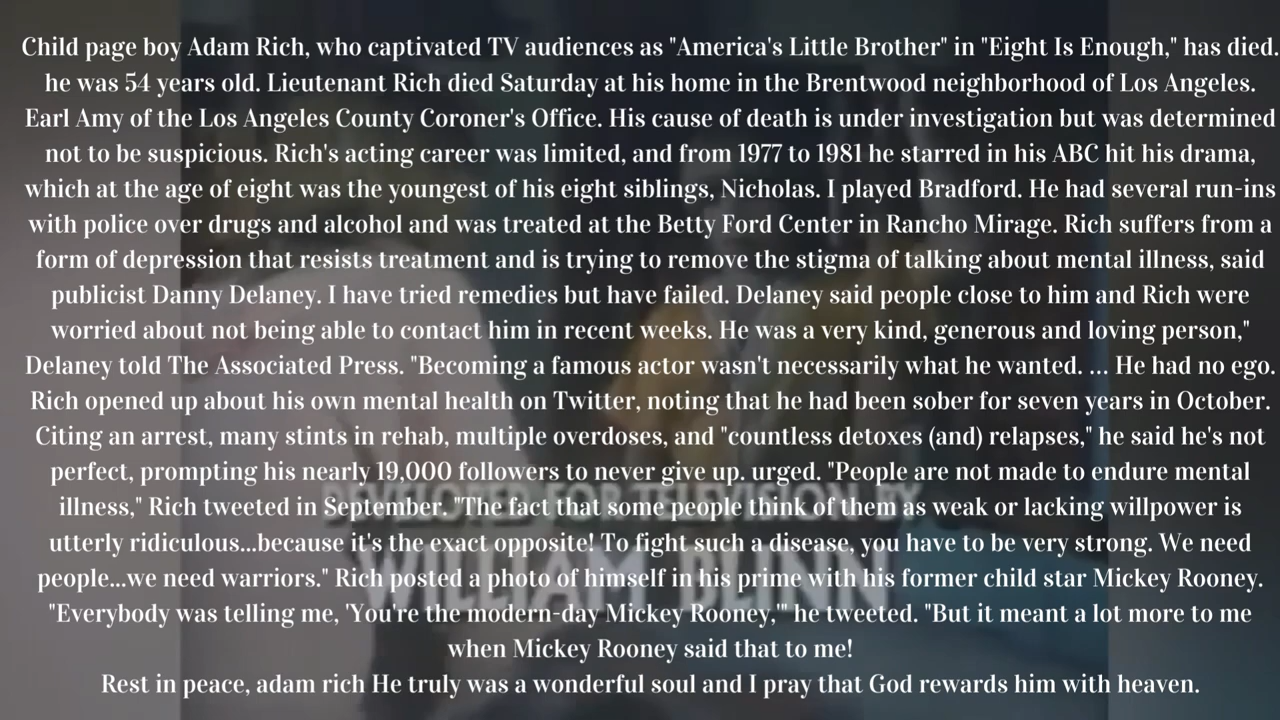 Child page boy Adam Rich, who captivated TV audiences as "America's Little Brother" in "Eight Is Enough," has died.
he was 54 years old. Lieutenant Rich died Saturday at his home in the Brentwood neighborhood of Los Angeles.
Earl Amy of the Los Angeles County Coroner's Office. His cause of death is under investigation but was determined
not to be suspicious. Rich's acting career was limited, and from 1977 to 1981 he starred in his ABC hit his drama,
which at the age of eight was the youngest of his eight siblings, Nicholas. I played Bradford. He had several run-ins
with police over drugs and alcohol and was treated at the Betty Ford Center in Rancho Mirage. Rich suffers from a
form of depression that resists treatment and is trying to remove the stigma of talking about mental illness, said
publicist Danny Delaney. I have tried remedies but have failed. Delaney said people close to him and Rich were
worried about not being able to contact him in recent weeks. He was a very kind, generous and loving person,"
Delaney told The Associated Press. "Becoming a famous actor wasn't necessarily what he wanted. ... He had no ego.
Rich opened up about his own mental health on Twitter, noting that he had been sober for seven years in October.
Citing an arrest, many stints in rehab, multiple overdoses, and "countless detoxes (and) relapses," he said he's not
perfect, prompting his nearly 19,000 followers to never give up. urged. "People are not made to endure mental
illness," Rich tweeted in September. "The fact that some people think of them as weak or lacking willpower is
utterly ridiculous...because it's the exact opposite! To fight such a disease, you have to be very strong. We need
people...we need warriors." Rich posted a photo of himself in his prime with his former child star Mickey Rooney.
"Everybody was telling me, 'You're the modern-day Mickey Rooney,'" he tweeted. "But it meant a lot more to me
when Mickey Rooney said that to me!
Rest in peace, adam rich He truly was a wonderful soul and I pray that God rewards him with heaven.
DEVELOPED FOR TELEVISION BY
WILLIAM BLINN